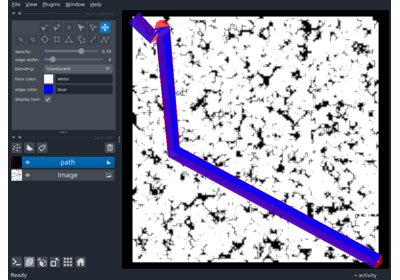 File View Plugins Window Help
opacity: 0.70
edge width: 4
blending: translucent
face color: white
edge color: blue
display text:
path
Image
Ready
activity